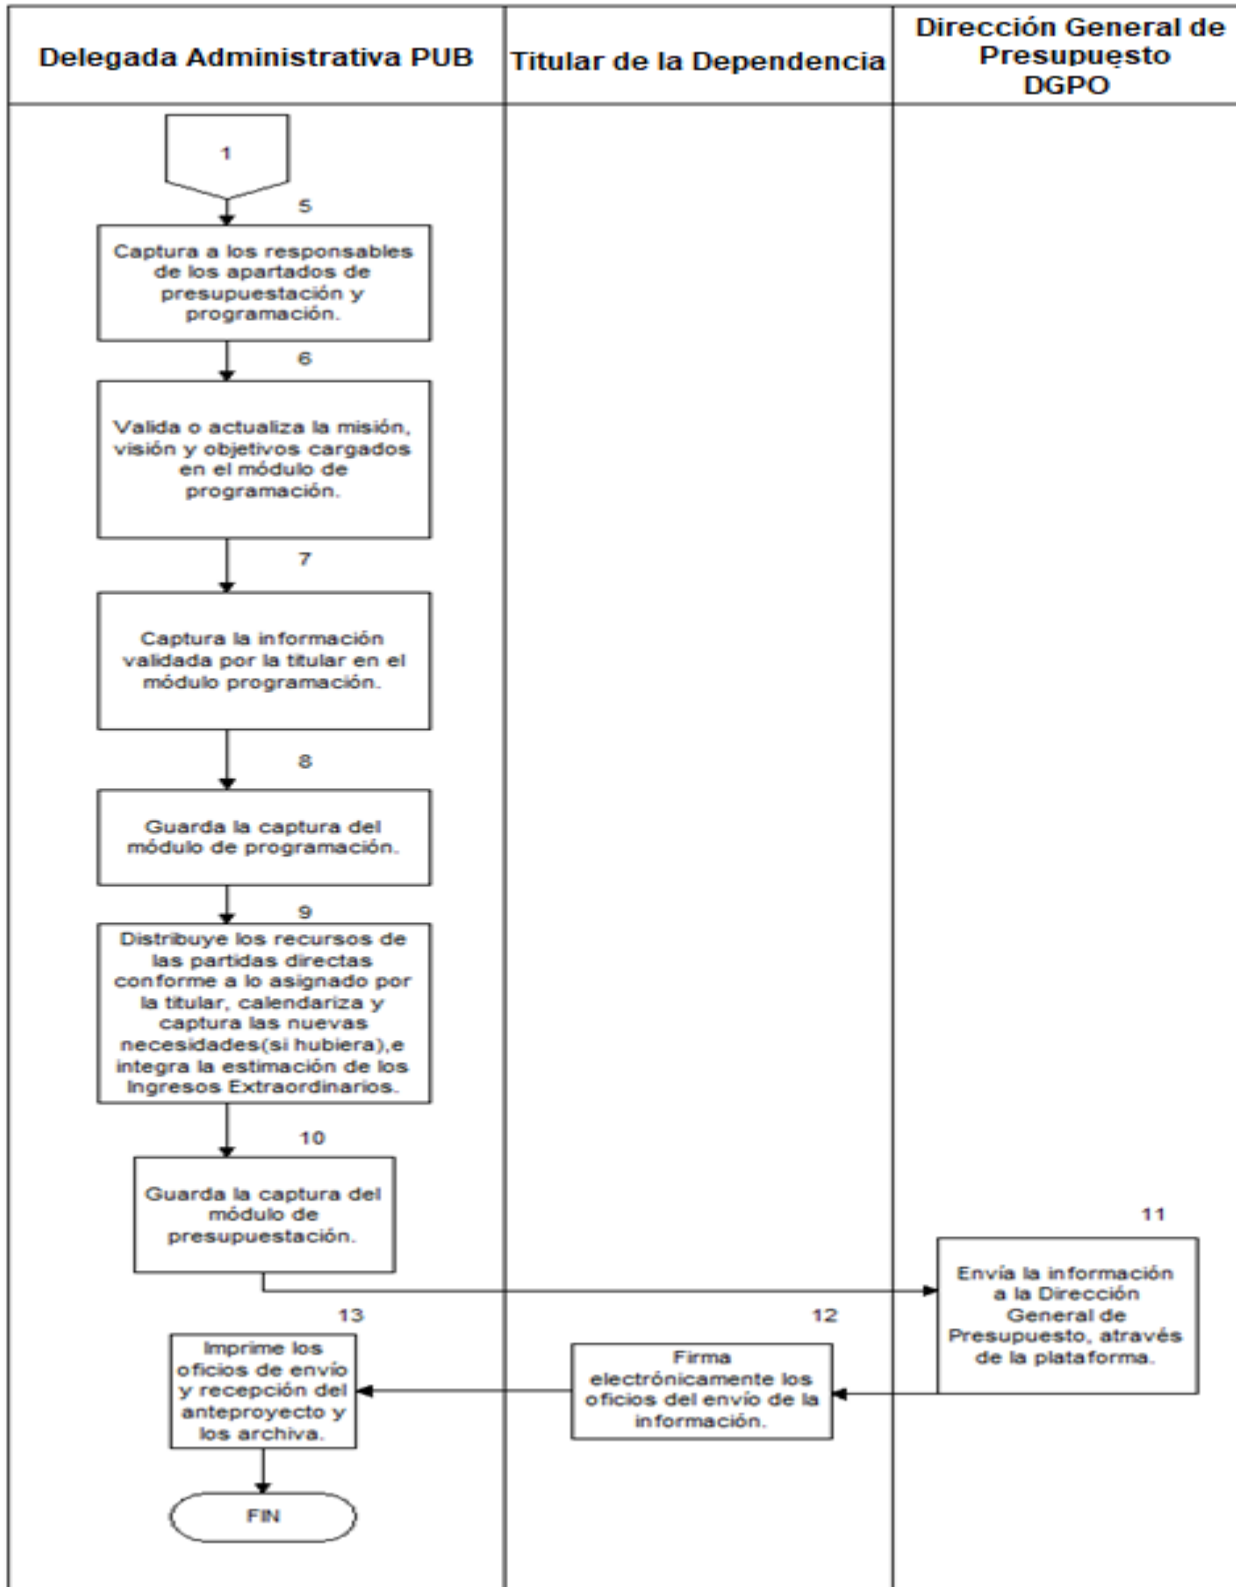 Delegada Administrativa PUB
Titular de la Dependencia
Dirección General de
Presupuesto
DGPO
1
5
Captura a los responsables
de los apartados de
presupuestación y
programación.
6
Valida o actualiza la misión,
visión y objetivos cargados
en el módulo de
programación.
7
Captura la información
validada por la titular en el
módulo programación.
8
Guarda la captura del
módulo de programación.
9
Distribuye los recursos de
las partidas directas
conforme a lo asignado por
la titular, calendariza y
captura las nuevas
necesidades(si hubiera),e
integra la estimación de los
Ingresos Extraordinarios.
10
Guarda la captura del
módulo de
presupuestación.
11
Envía la información
a la Dirección
General de
Presupuesto, através
de la plataforma.
12
Firma
electrónicamente los
oficios del envío de la
información.
13
Imprime los
oficios de envío
y recepción del
anteproyecto y
los archiva.
FIN